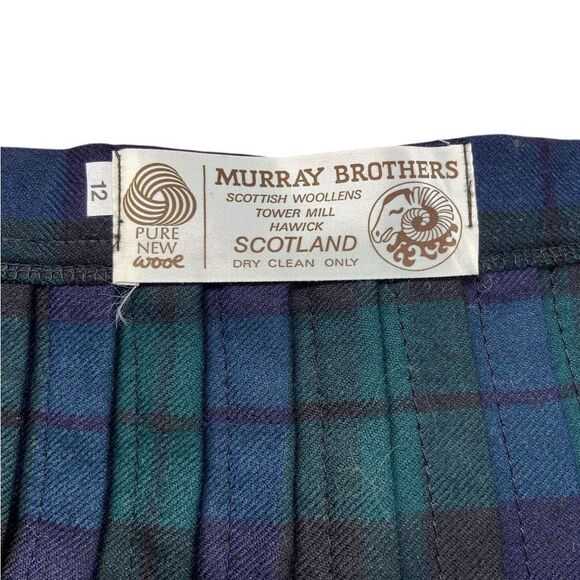 12
PURE
NEW
wool
MURRAY BROTHERS
SCOTTISH WOOLLENS
TOWER MILL
HAWICK
SCOTLAND
DRY CLEAN ONLY